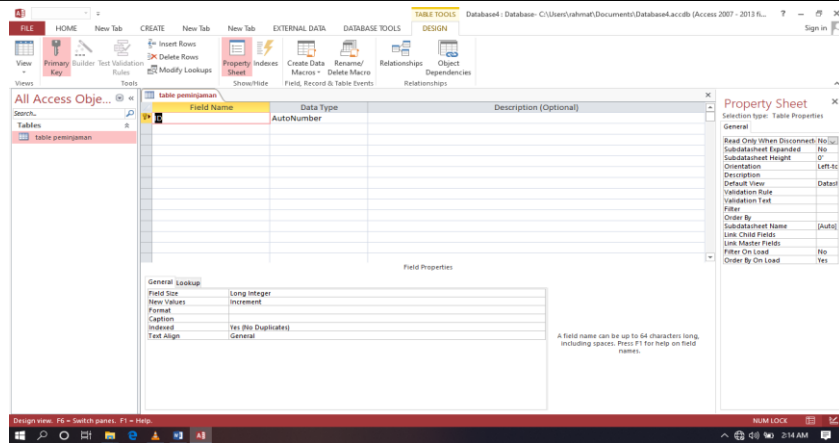 TABLE TOOLS
Database4 : Database- C:\Users\rahmat\Documents\Database4.accdb (Access 2007 - 2013 fi...
?
FILE HOME New Tab CREATE New Tab New Tab EXTERNAL DATA DATABASE TOOLS DESIGN
Sign in
View
Primary Key
Builder
Test Validation Rules
Insert Rows
Delete Rows
Modify Lookups
Property Sheet
Indexes
Create Data Macros
Rename/ Delete Macro
Relationships
Object Dependencies
Views
Tools
Show/Hide
Field, Record & Table Events
Relationships
All Access Obje...
Search..
Tables
table peminjaman
table peminjaman
Field Name Data Type Description (Optional)
ID AutoNumber
Field Properties
General Lookup
Field Size Long Integer
New Values Increment
Format
Caption
Indexed Yes (No Duplicates)
Text Align General
A field name can be up to 64 characters long,
including spaces. Press F1 for help on field
names.
Property Sheet
Selection type: Table Properties
General
Read Only When Disconnect No
Subdatasheet Expanded No
Subdatasheet Height 0"
Orientation Left-to
Description
Default View Datash
Validation Rule
Validation Text
Filter
Order By
Subdatasheet Name [Auto]
Link Child Fields
Link Master Fields
Filter On Load No
Order By On Load Yes
Design view. F6 = Switch panes. F1 = Help.
NUM LOCK
2:14 AM